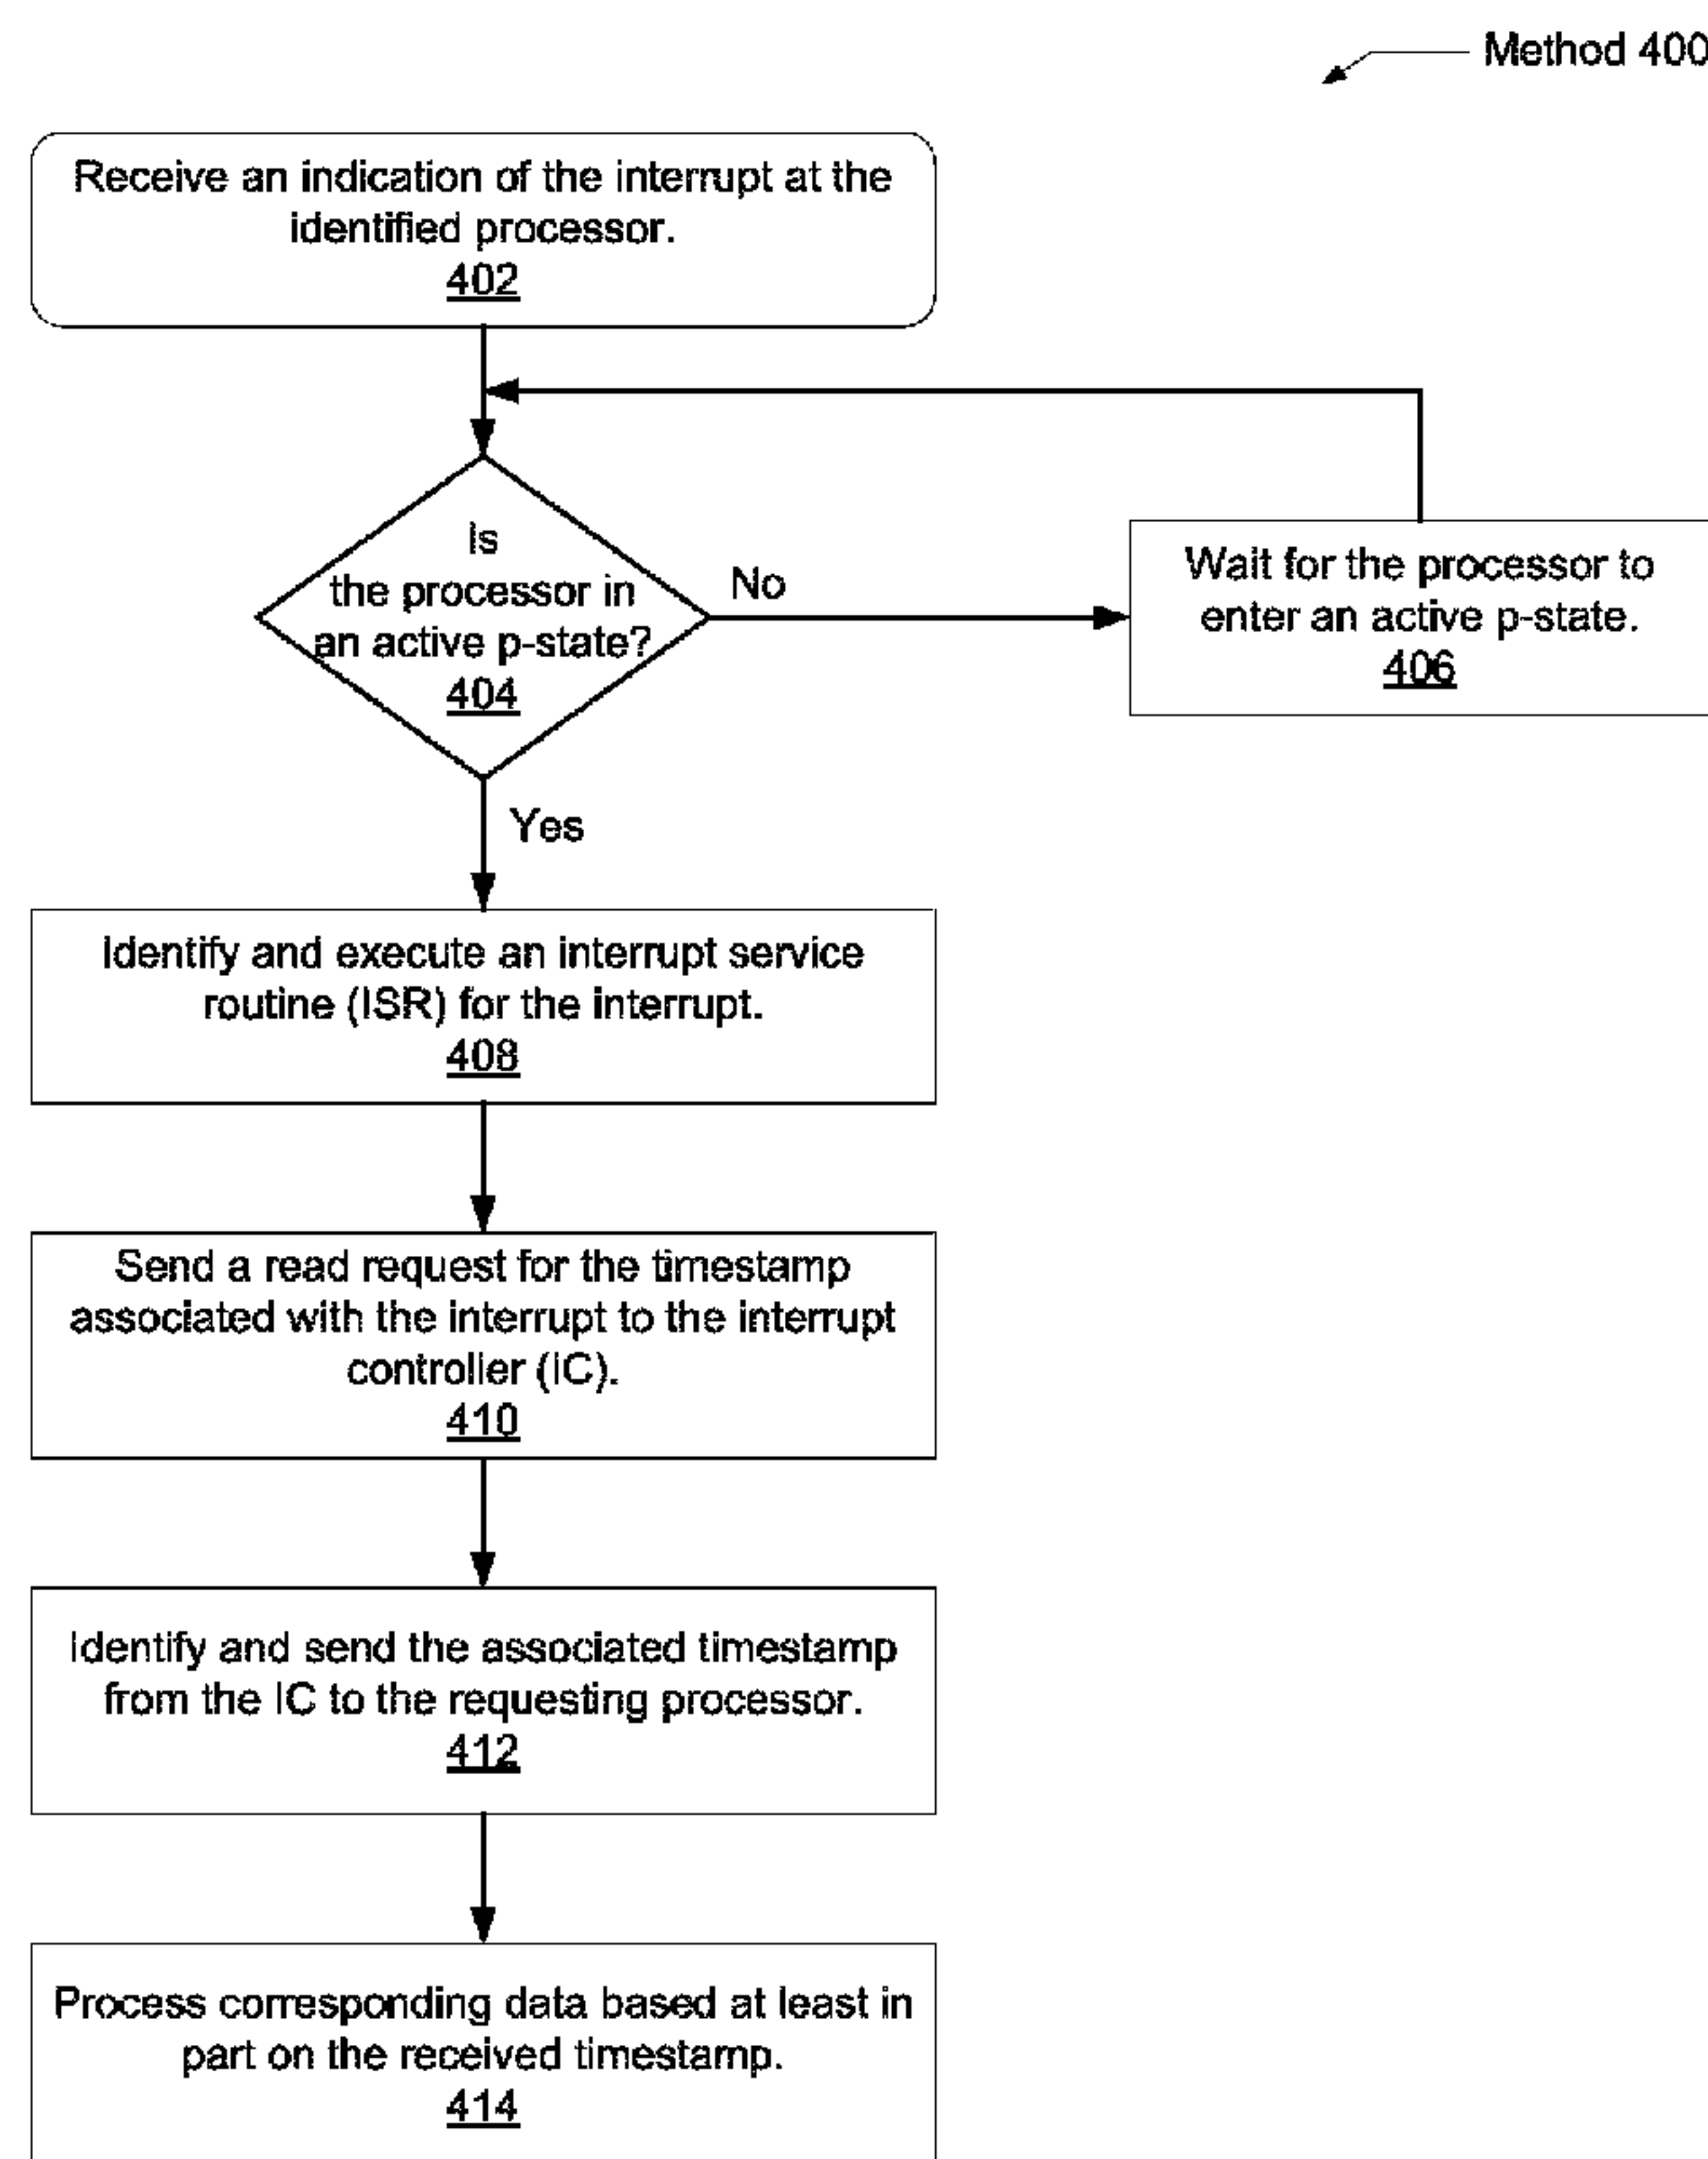 Method 400
Receive an indication of the interrupt at the
identified processor.
402
Is
the processor in
an active p-state?
404
No
Wait for the processor to
enter an active p-state.
406
Yes
Identify and execute an interrupt service
routine (ISR) for the interrupt.
408
Send a read request for the timestamp
associated with the interrupt to the interrupt
controller (IC).
410
Identify and send the associated timestamp
from the IC to the requesting processor.
412
Process corresponding data based at least in
part on the received timestamp.
414